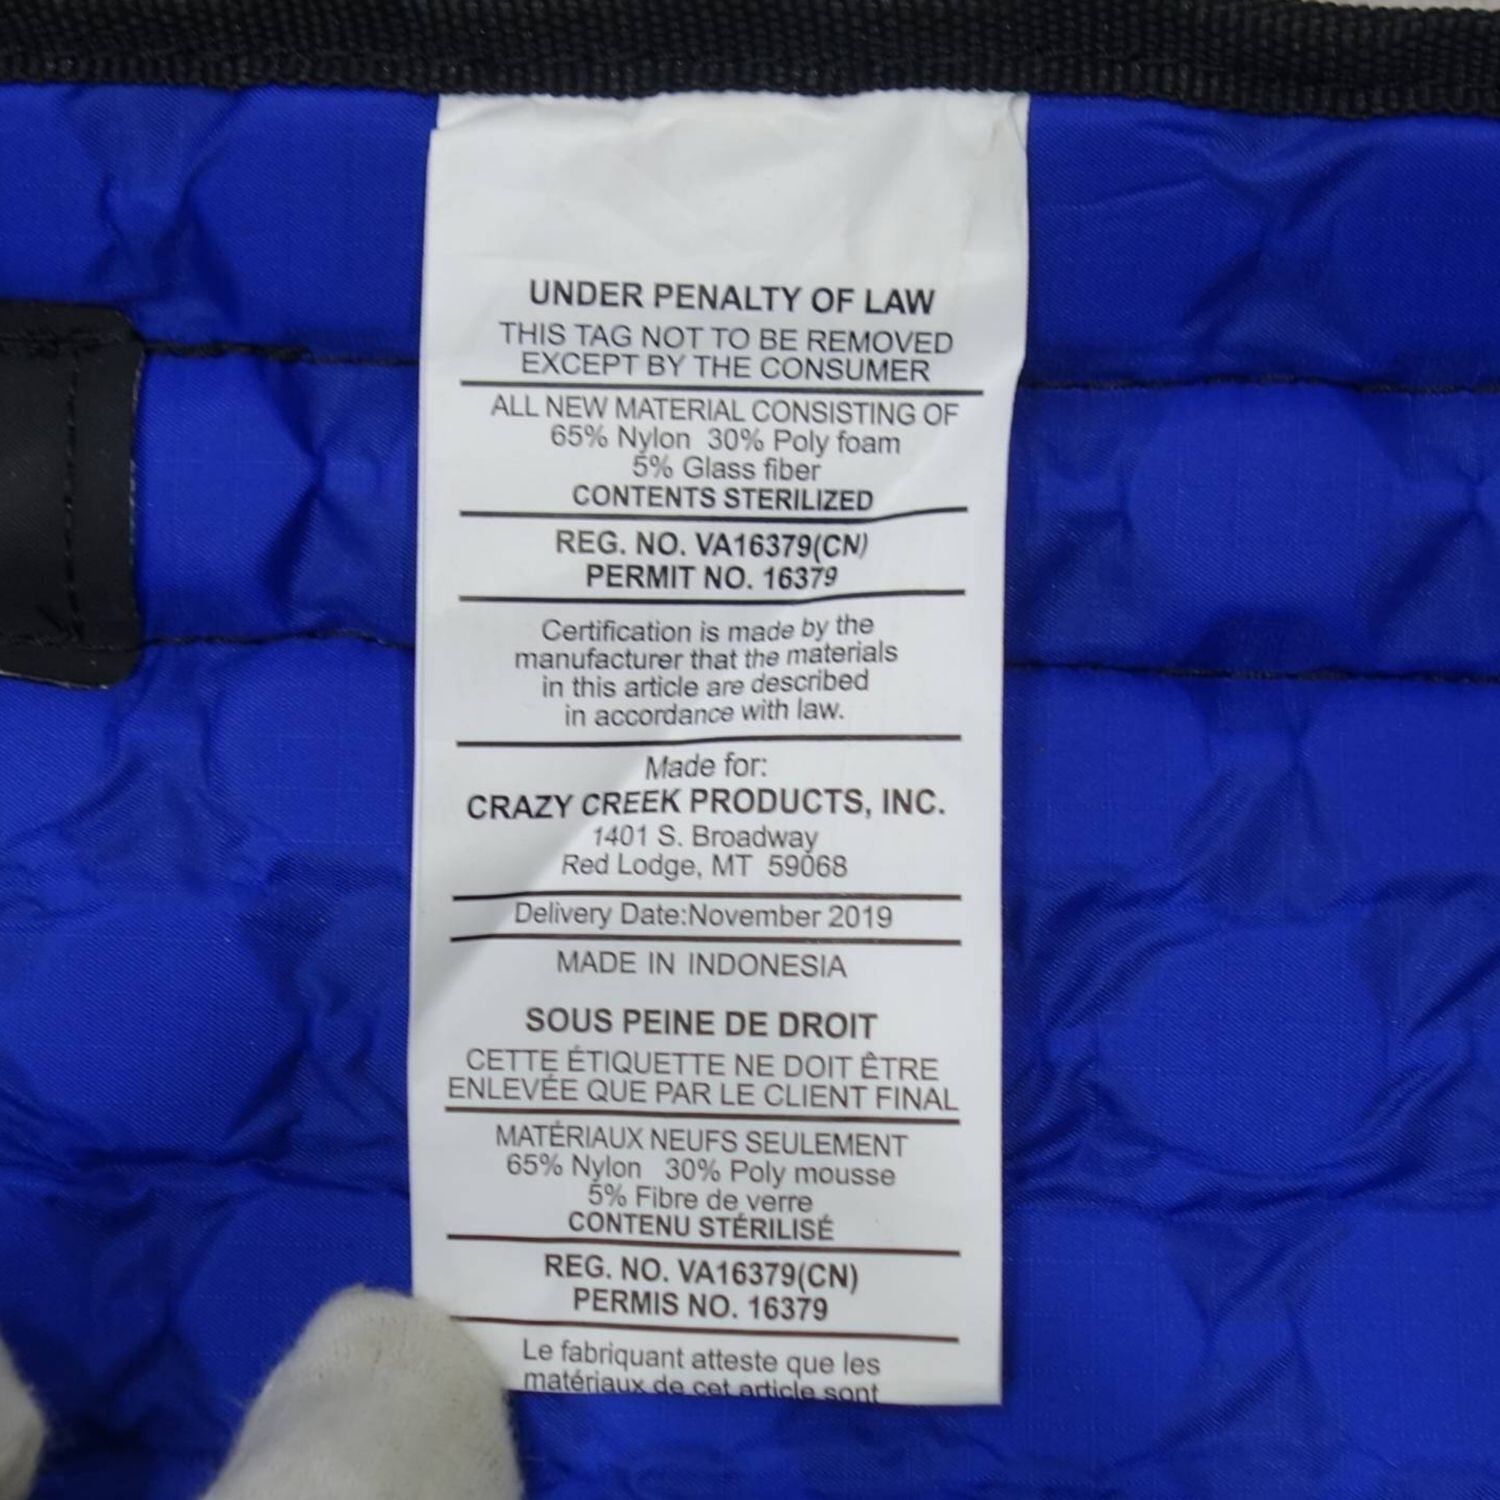 UNDER PENALTY OF LAW
THIS TAG NOT TO BE REMOVED
EXCEPT BY THE CONSUMER
ALL NEW MATERIAL CONSISTING OF
65% Nylon 30% Poly foam
5% Glass fiber
CONTENTS STERILIZED
REG. NO. VA16379(CN)
PERMIT NO. 16379
Certification is made by the
manufacturer that the materials
in this article are described
in accordance with law.
Made for:
CRAZY CREEK PRODUCTS, INC.
1401 S. Broadway
Red Lodge, MT 59068
Delivery Date:November 2019
MADE IN INDONESIA
SOUS PEINE DE DROIT
CETTE ÉTIQUETTE NE DOIT ÊTRE
ENLEVÉE QUE PAR LE CLIENT FINAL
MATÉRIAUX NEUFS SEULEMENT
65% Nylon 30% Poly mousse
5% Fibre de verre
CONTENU STÉRILISÉ
REG. NO. VA16379(CN)
PERMIS NO. 16379
Le fabriquant atteste que les
matériaux de cet article sont